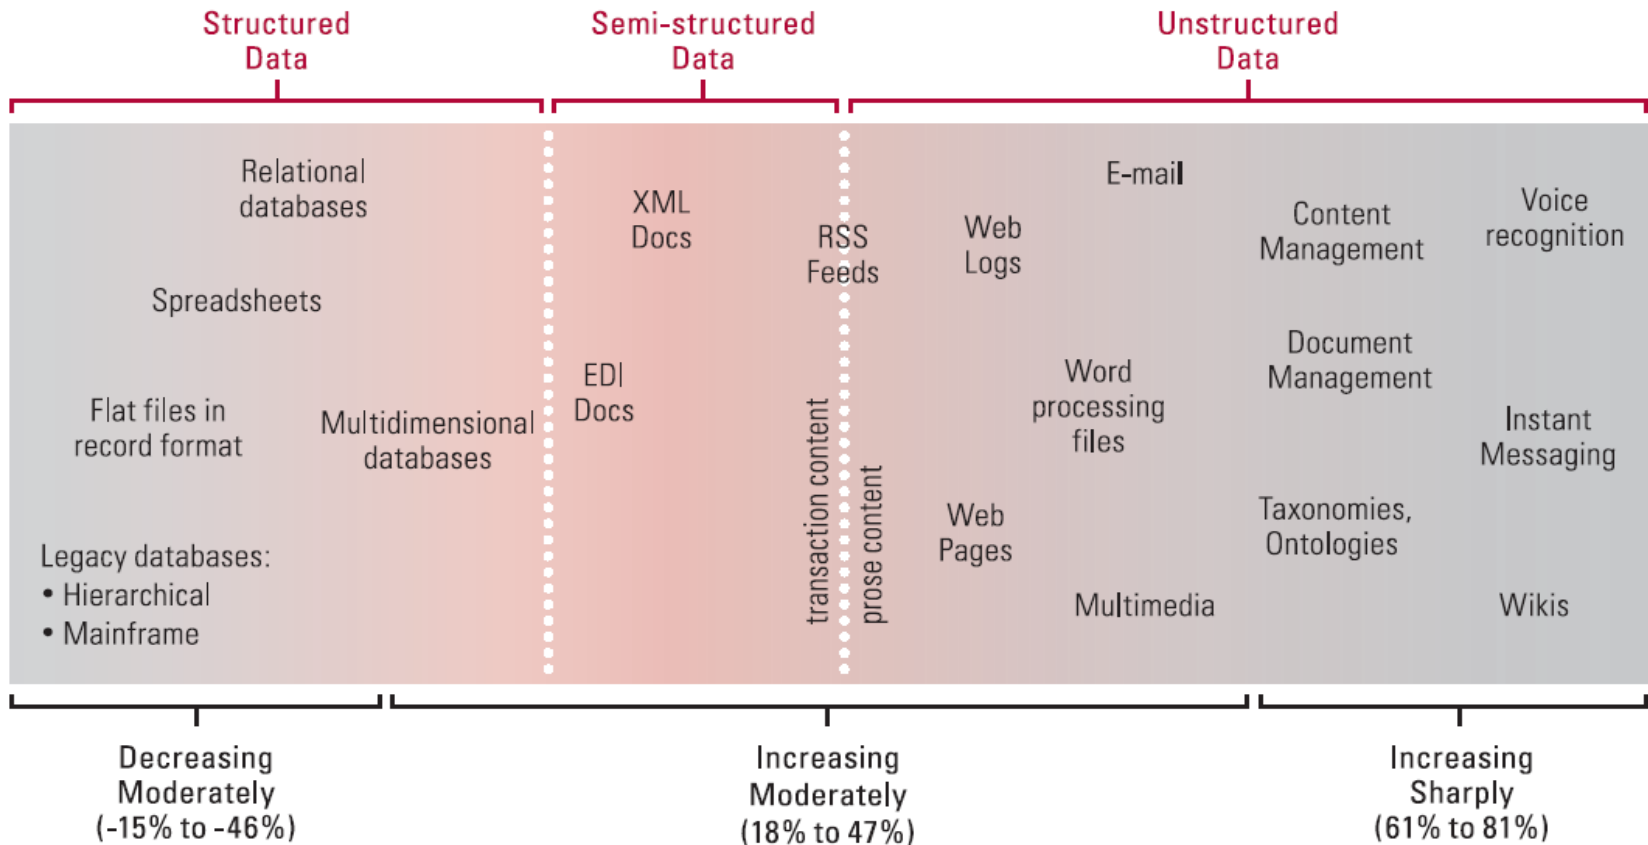 Structured
Data
Semi-structured
Data
Unstructured
Data
Relational
databases
Spreadsheets
Flat files in
record format
Multidimensional
databases
Legacy databases:
• Hierarchical
• Mainframe
XML
Docs
EDI
Docs
RSS
Feeds
transaction content
prose content
Web
Logs
E-mail
Content
Management
Voice
recognition
Word
processing
files
Document
Management
Instant
Messaging
Web
Pages
Taxonomies,
Ontologies
Multimedia
Wikis
Decreasing
Moderately
(-15% to -46%)
Increasing
Moderately
(18% to 47%)
Increasing
Sharply
(61% to 81%)